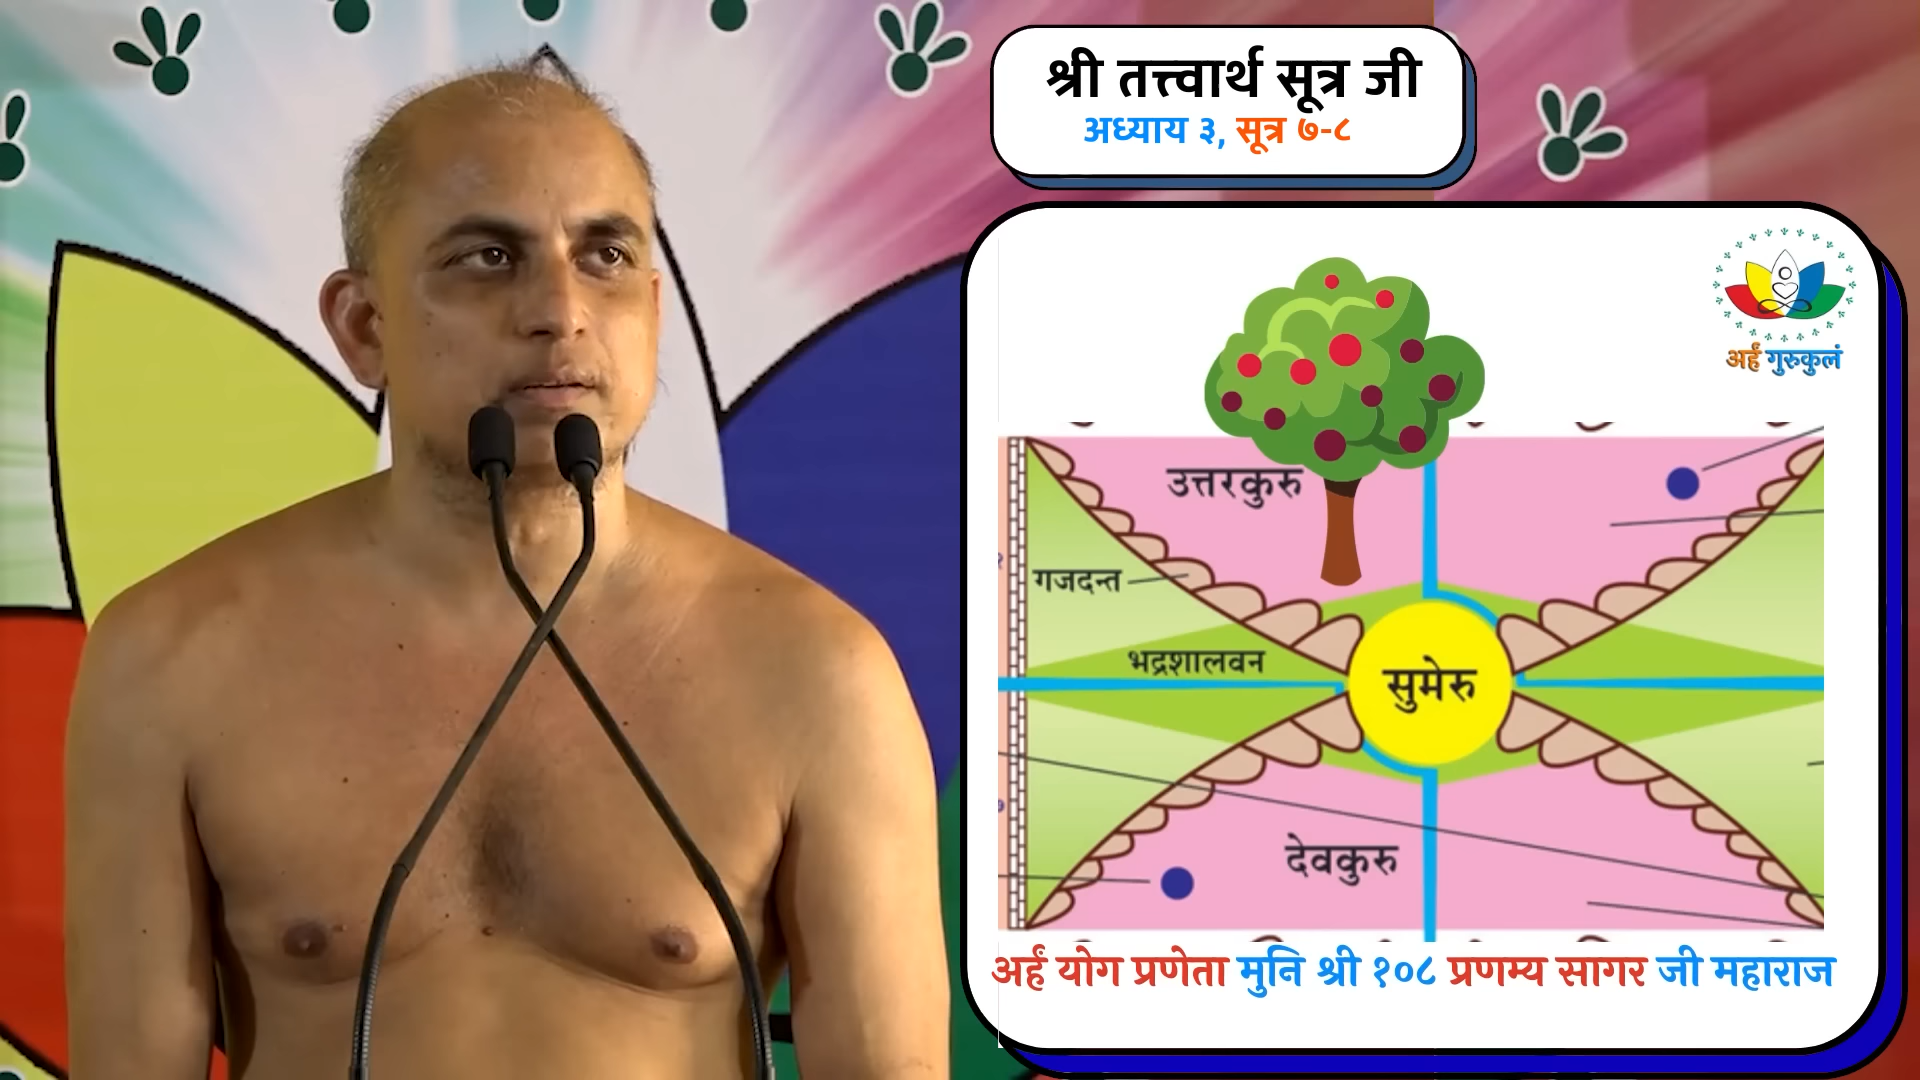 श्री तत्त्वार्थ सूत्र जी
अध्याय ३, सूत्र ७-८
अर्हं गुरुकुलं
उत्तरकुरु
गजदन्त
भद्रशालवन
सुमेरु
देवकुरु
अर्हं योग प्रणेता मुनि श्री १०८ प्रणम्य सागर जी महाराज